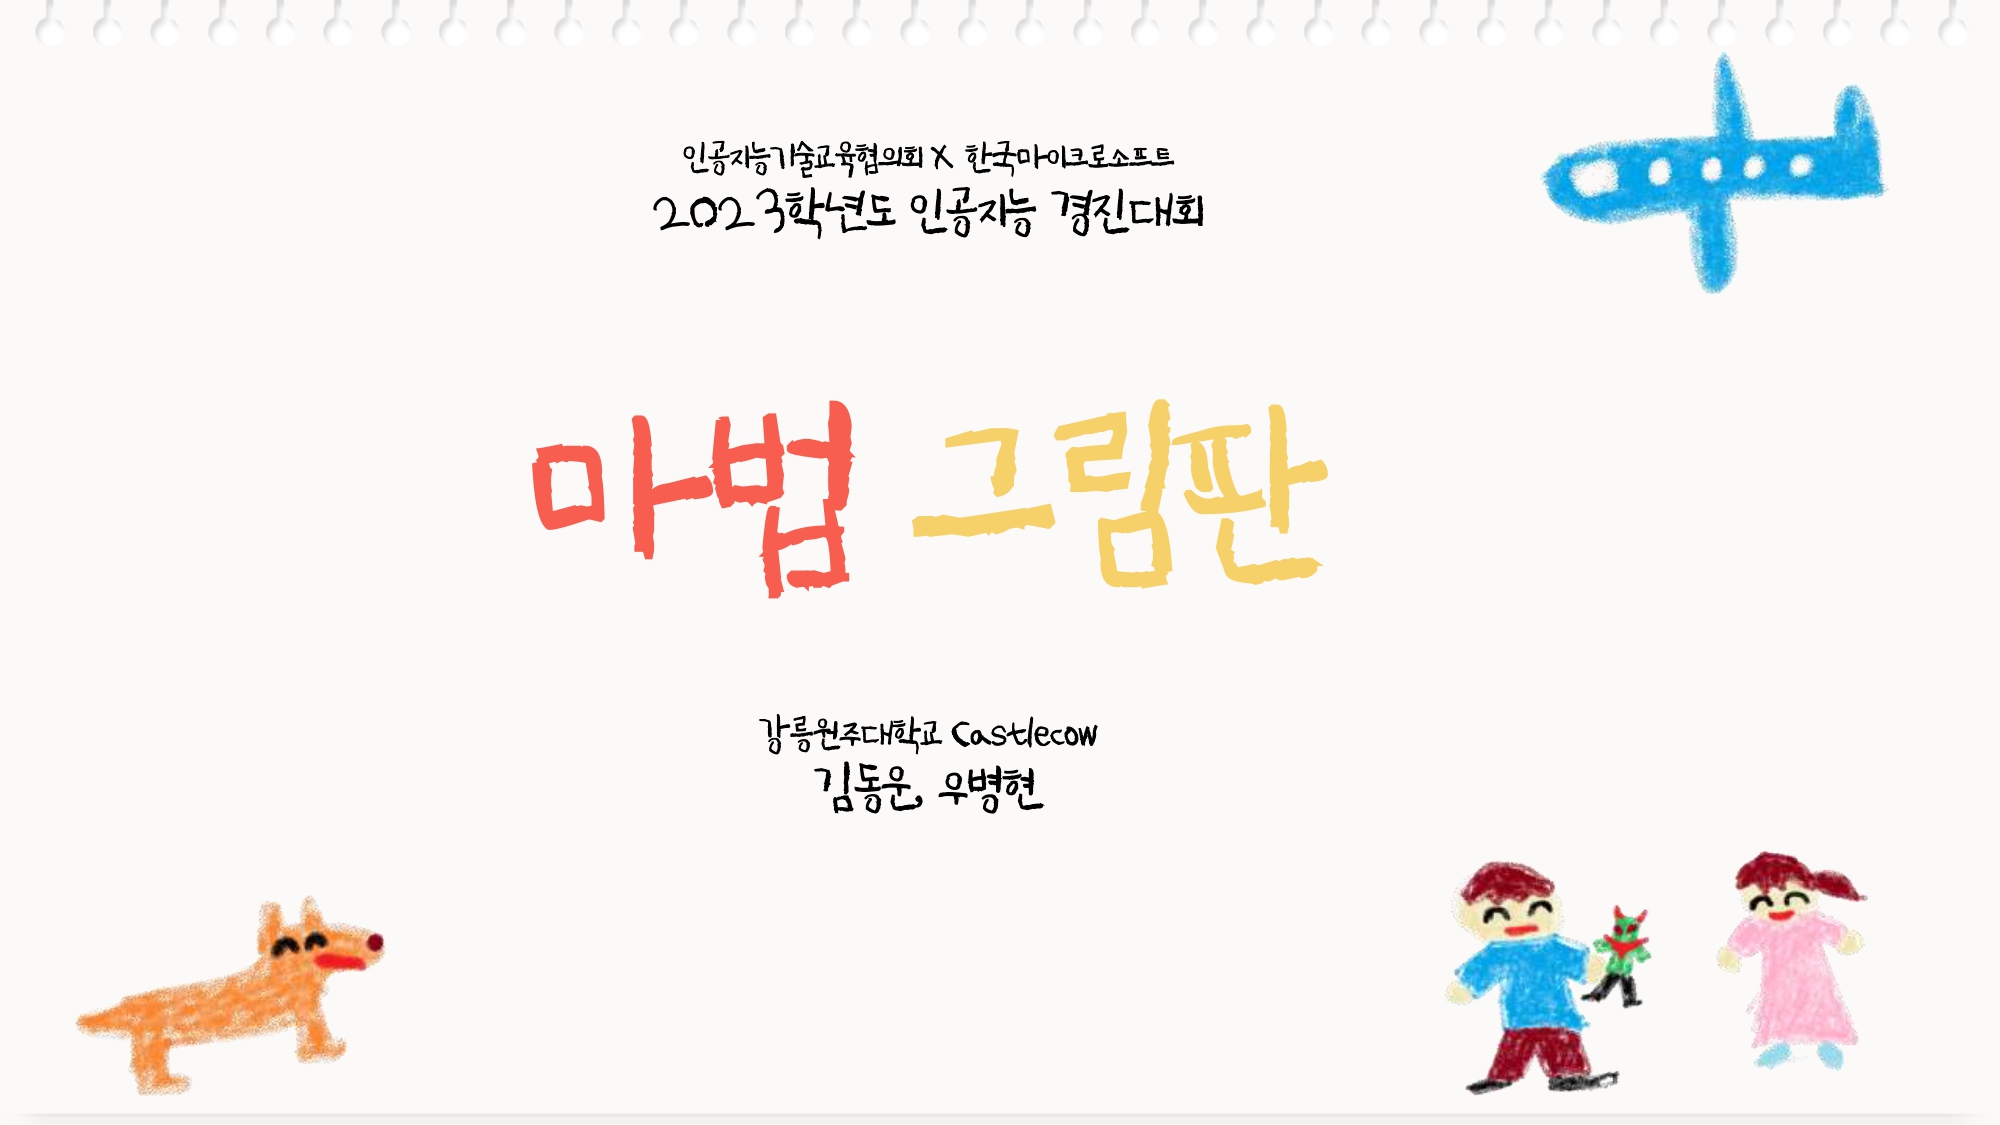 인공지능기술교육협의회 X 한국마이크로소프트
2023학년도 인공지능 경진대회
마법 그림판
강릉원주대학교 Castlecow
김동운, 우병현